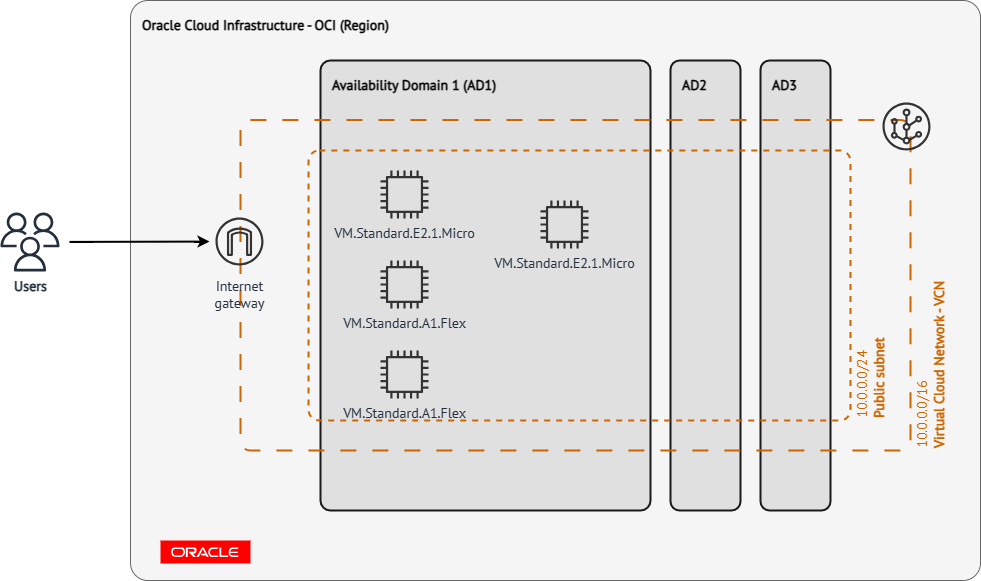 Oracle Cloud Infrastructure - OCI (Region)
Availability Domain 1 (AD1)
AD2
AD3
VM.Standard.E2.1.Micro
VM.Standard.E2.1.Micro
Users
Internet
gateway
VM.Standard.A1.Flex
VM.Standard.A1.Flex
10.0.0.0/24
Public subnet
10.0.0.0/16
Virtual Cloud Network - VCN
ORACLE